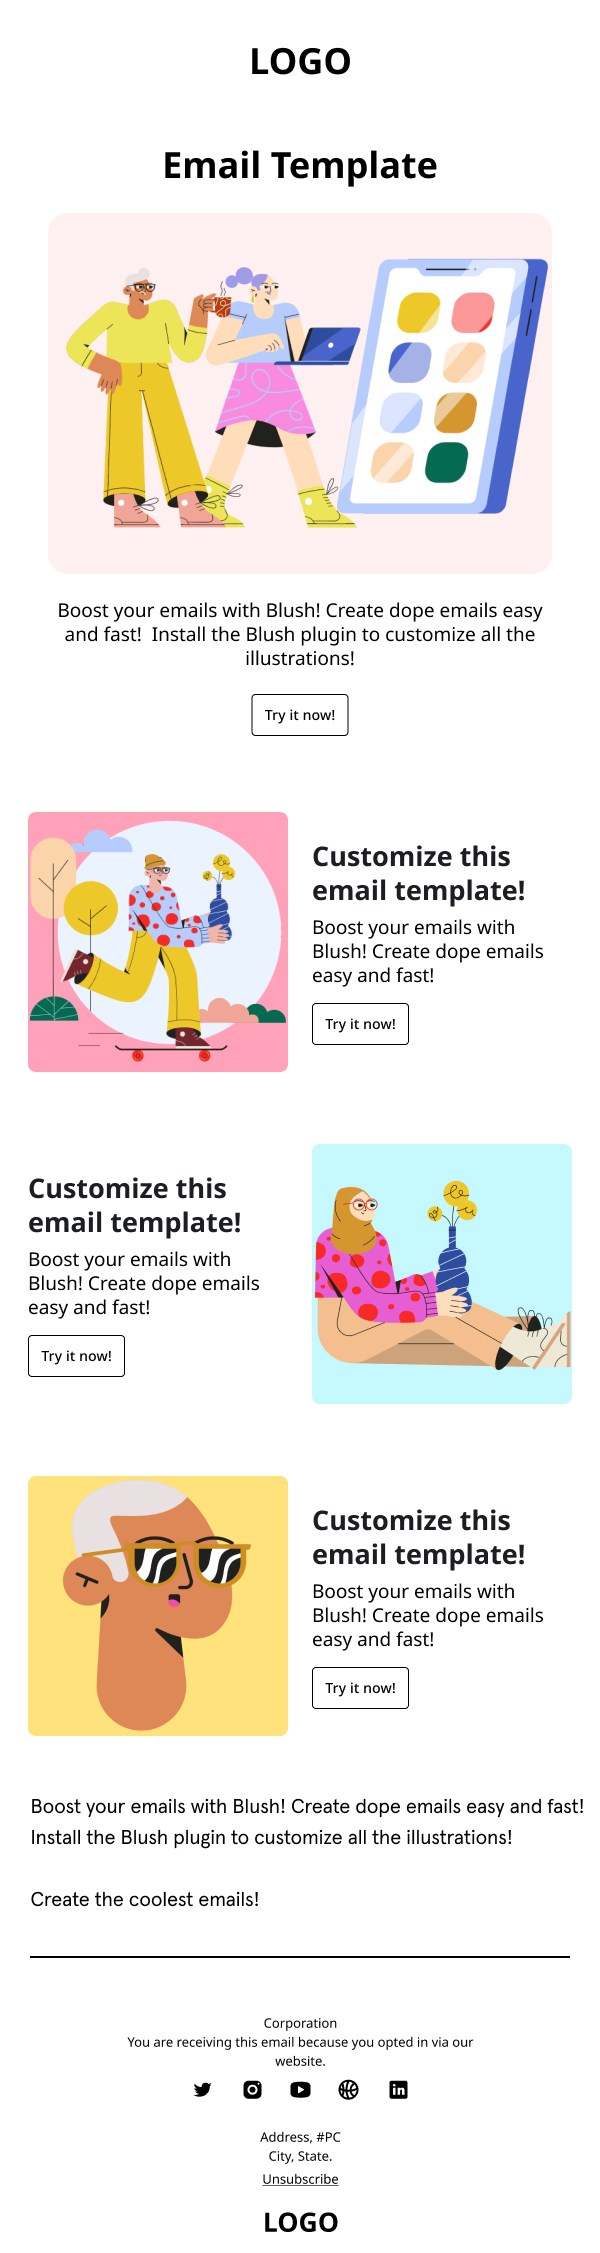 LOGO
Email Template
Boost your emails with Blush! Create dope emails easy
and fast!  Install the Blush plugin to customize all the
illustrations!
Try it now!
Customize this
email template!
Boost your emails with
Blush! Create dope emails
easy and fast!
Try it now!
Customize this
email template!
Boost your emails with
Blush! Create dope emails
easy and fast!
Try it now!
Customize this
email template!
Boost your emails with
Blush! Create dope emails
easy and fast!
Try it now!
Boost your emails with Blush! Create dope emails easy and fast!
Install the Blush plugin to customize all the illustrations!
Create the coolest emails!
Corporation
You are receiving this email because you opted in via our
website.
Address, #PC
City, State.
Unsubscribe
LOGO